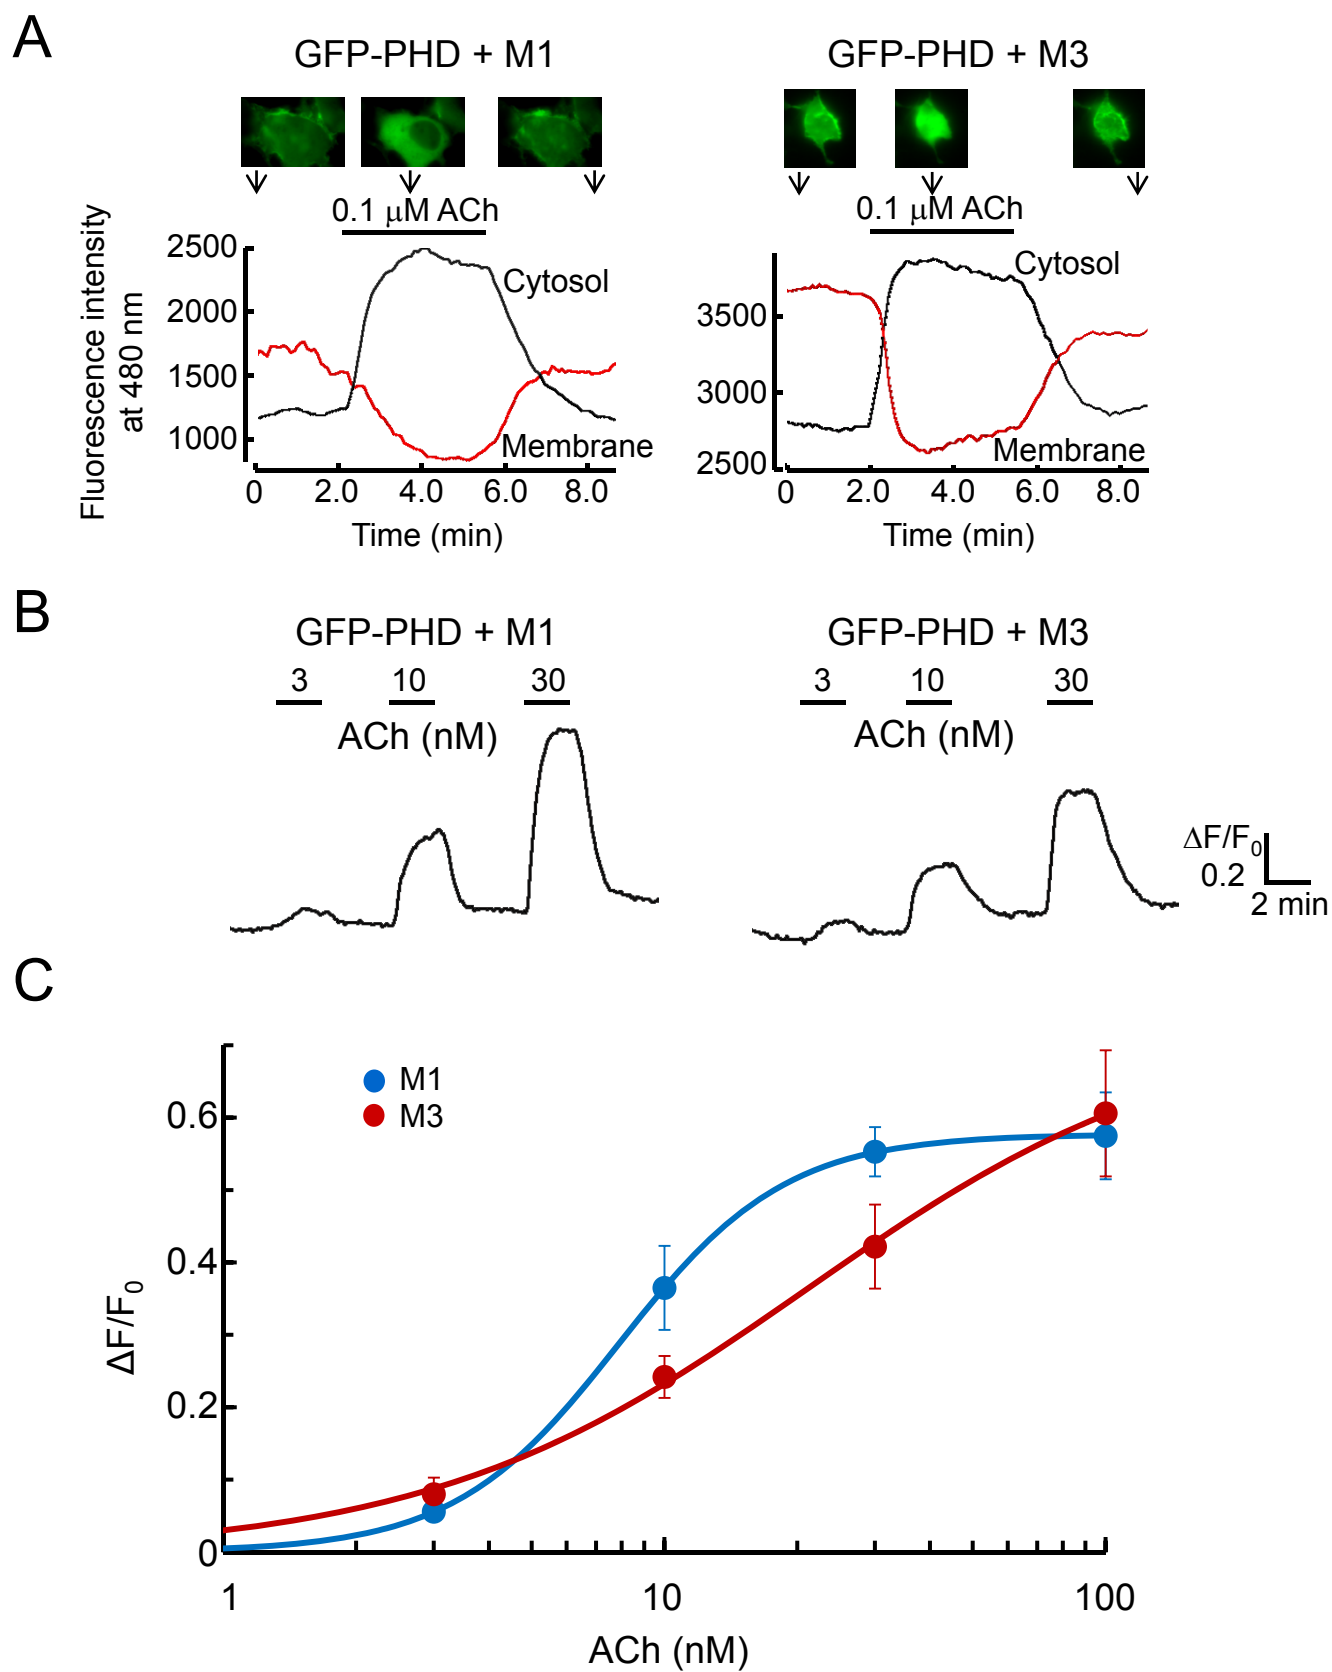 A
GFP-PHD + M1
GFP-PHD + M3
0.1 μM ACh
0.1 μM ACh
Fluorescence intensity
at 480 nm
2500
2000
1500
1000
Cytosol
Membrane
0 2.0 4.0 6.0 8.0
Time (min)
3500
3000
2500
Cytosol
Membrane
0 2.0 4.0 6.0 8.0
Time (min)
B
GFP-PHD + M1
GFP-PHD + M3
3 10 30
ACh (nM)
3 10 30
ACh (nM)
ΔF/F₀
0.2
2 min
C
M1
M3
ΔF/F₀
0.6
0.4
0.2
0
1 10 100
ACh (nM)